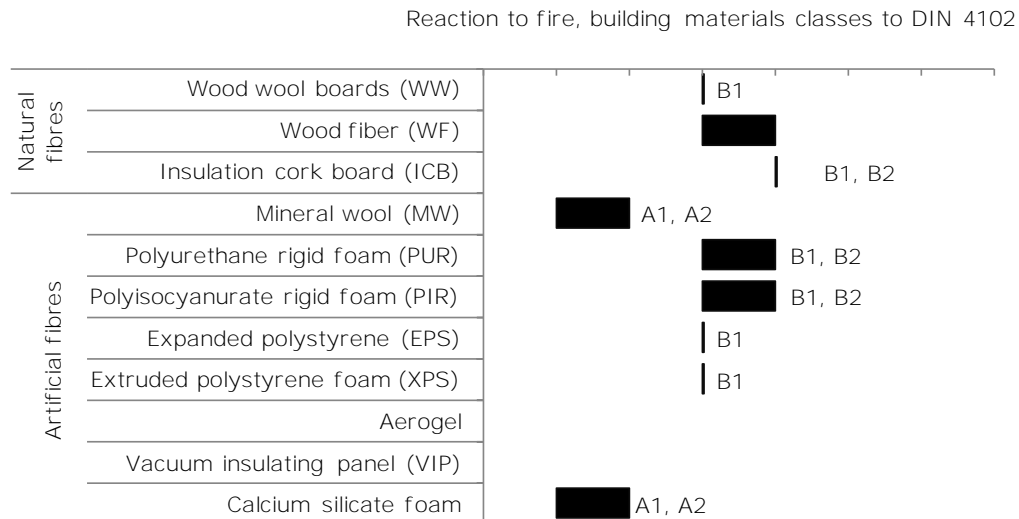 Reaction to fire, building materials classes to DIN 4102
Natural
fibres
Wood wool boards (WW) B1
Wood fiber (WF)
Insulation cork board (ICB) B1, B2
Artificial fibres
Mineral wool (MW) A1, A2
Polyurethane rigid foam (PUR) B1, B2
Polyisocyanurate rigid foam (PIR) B1, B2
Expanded polystyrene (EPS) B1
Extruded polystyrene foam (XPS) B1
Aerogel
Vacuum insulating panel (VIP)
Calcium silicate foam A1, A2